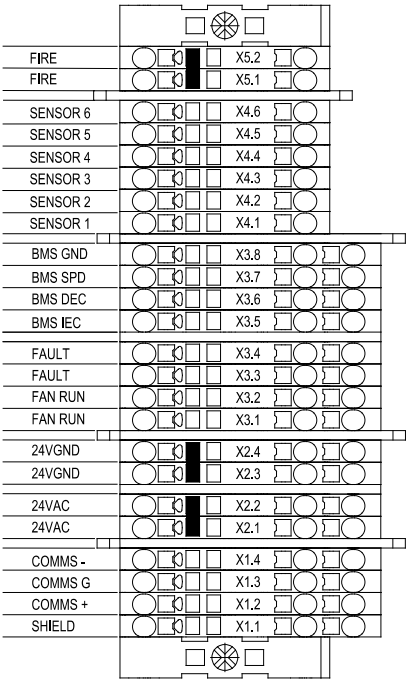 FIRE X5.2
FIRE X5.1
SENSOR 6 X4.6
SENSOR 5 X4.5
SENSOR 4 X4.4
SENSOR 3 X4.3
SENSOR 2 X4.2
SENSOR 1 X4.1
BMS GND X3.8
BMS SPD X3.7
BMS DEC X3.6
BMS IEC X3.5
FAULT X3.4
FAULT X3.3
FAN RUN X3.2
FAN RUN X3.1
24VGND X2.4
24VGND X2.3
24VAC X2.2
24VAC X2.1
COMMS - X1.4
COMMS G X1.3
COMMS + X1.2
SHIELD X1.1